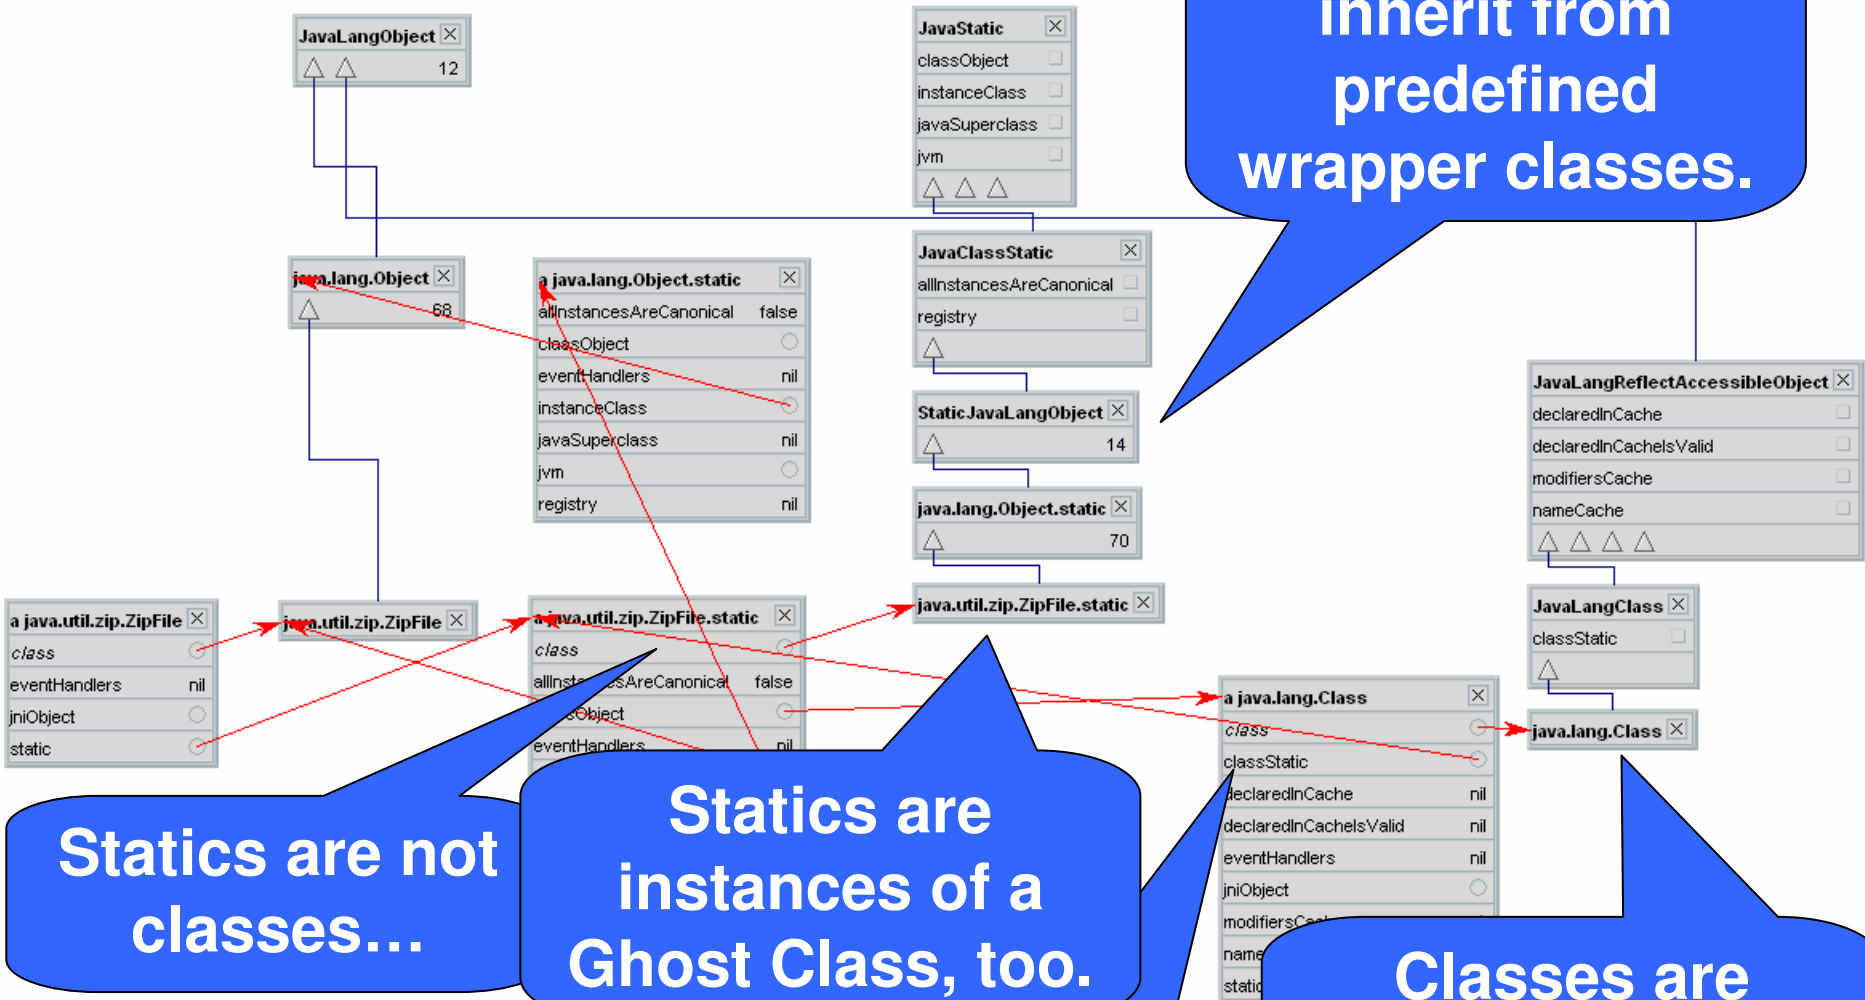 JavaLangObject
12
JavaStatic
classObject
instanceClass
javaSuperclass
jvm
inherit from
predefined
wrapper classes.
java.lang.Object
68
a java.lang.Object.static
allInstancesAreCanonical false
classObject
eventHandlers nil
instanceClass
javaSuperclass nil
jvm
registry nil
JavaClassStatic
allInstancesAreCanonical
registry
StaticJavaLangObject
14
java.lang.Object.static
70
java.util.zip.ZipFile.static
JavaLangReflectAccessibleObject
declaredInCache
declaredInCacheIsValid
modifiersCache
nameCache
JavaLangClass
classStatic
java.lang.Class
a java.util.zip.ZipFile
class
eventHandlers nil
jniObject
static
java.util.zip.ZipFile
a java.util.zip.ZipFile.static
class
allInstancesAreCanonical false
sObject
eventHandlers nil
a java.lang.Class
class
classStatic
declaredInCache nil
declaredInCacheIsValid nil
eventHandlers nil
jniObject
modifiersCa
name
static
Statics are not
classes…
Statics are
instances of a
Ghost Class, too.
Classes are